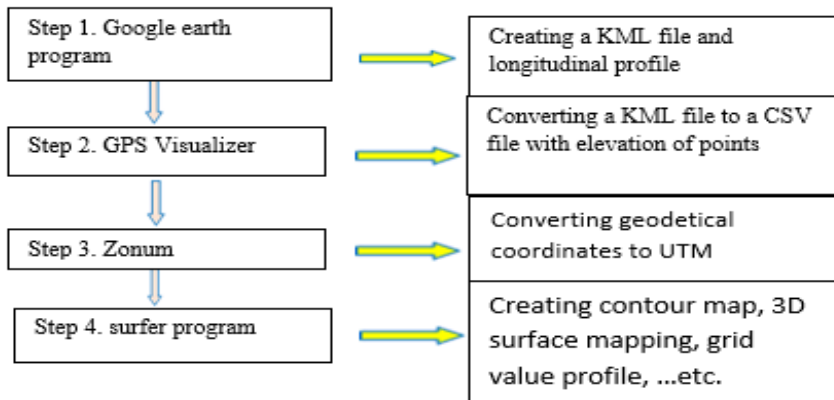 Step 1. Google earth
program
Creating a KML file and
longitudinal profile
Step 2. GPS Visualizer
Converting a KML file to a CSV
file with elevation of points
Step 3. Zonum
Converting geodetical
coordinates to UTM
Step 4. surfer program
Creating contour map, 3D
surface mapping, grid
value profile, ...etc.